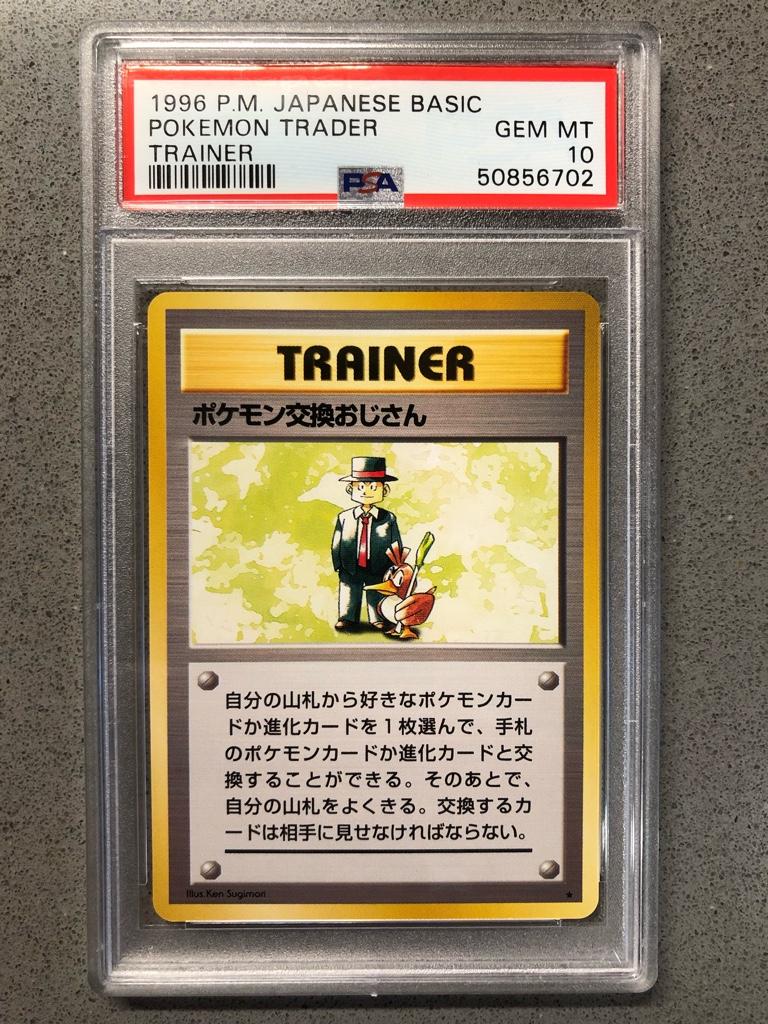 1996 P.M. JAPANESE BASIC
POKEMON TRADER
GEM MT
TRAINER
10
PSA
50856702
TRAINER
ポケモン交換おじさん
自分の山札から好きなポケモンカー
ドか進化カードを1枚選んで、手札
のポケモンカードか進化カードと交
換することができる。そのあとで、
自分の山札をよくきる。交換するカ
ードは相手に見せなければならない。
Illus.Ken Sugimori
★